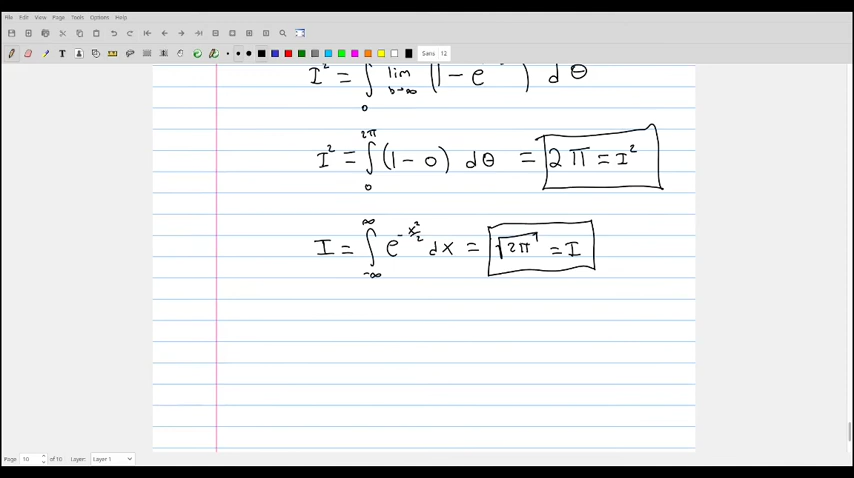 File Edit View Page Tools Options Help
Sans 12
I² = ∫₀ lim b→∞ (1 − e ) dθ
I² = ∫₀^2π (1 − 0) dθ = 2π = I²
I = ∫₋∞^∞ e^(−x²/2) dx = √2π = I
Page 10 of 10 Layer: Layer 1